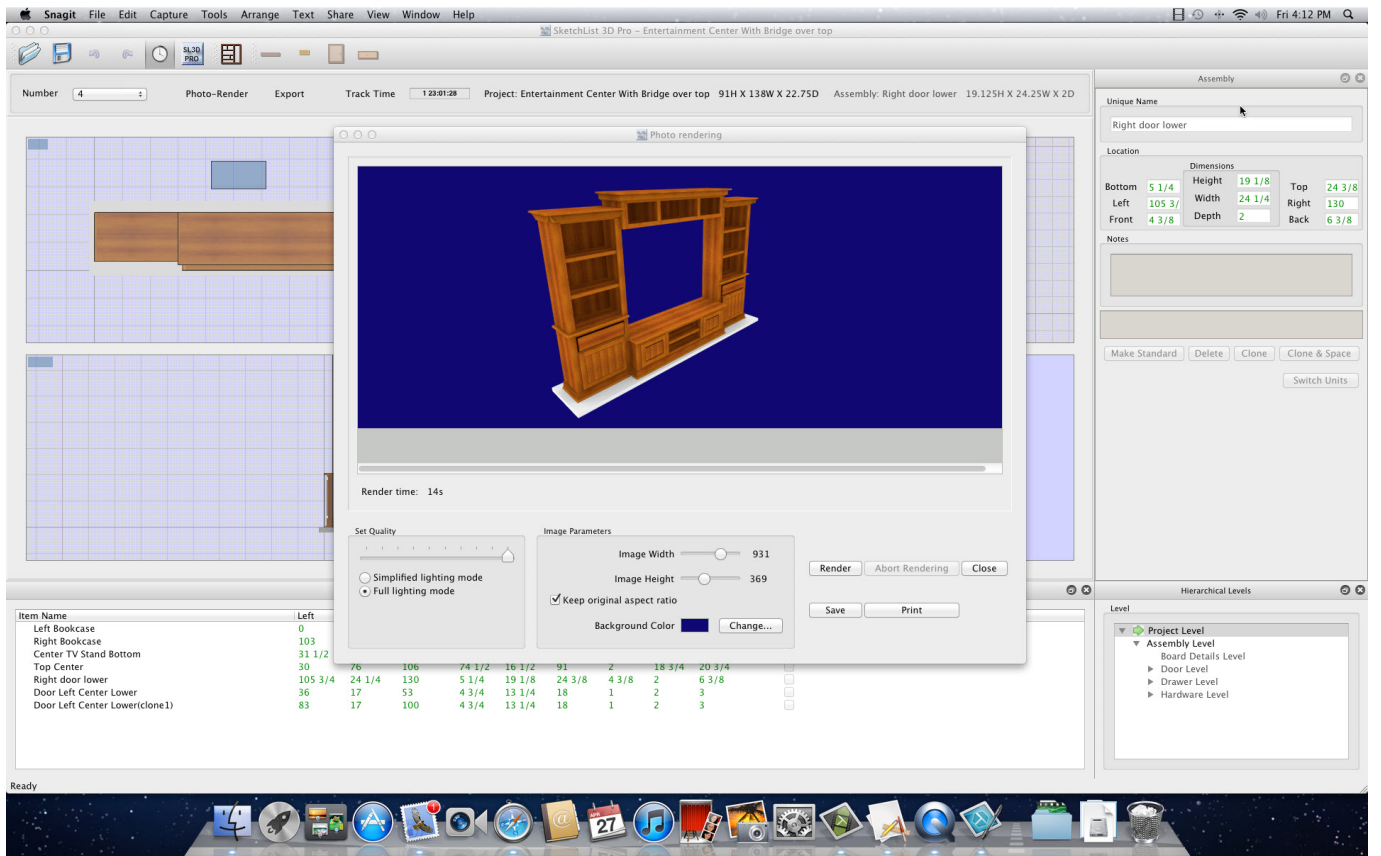 Snagit File Edit Capture Tools Arrange Text Share View Window Help Fri 4:12 PM
SketchList 3D Pro – Entertainment Center With Bridge over top
SL3D
PRO
Number 4 Photo-Render Export Track Time 1 23:01:28 Project: Entertainment Center With Bridge over top 91H X 138W X 22.75D Assembly: Right door lower 19.125H X 24.25W X 2D
Assembly
Unique Name
Right door lower
Location
Dimensions
Bottom 5 1/4 Height 19 1/8 Top 24 3/8
Left 105 3/ Width 24 1/4 Right 130
Front 4 3/8 Depth 2 Back 6 3/8
Notes
Make Standard Delete Clone Clone & Space
Switch Units
Photo rendering
Render time: 14s
Set Quality
Simplified lighting mode
Full lighting mode
Image Parameters
Image Width 931
Image Height 369
Keep original aspect ratio
Background Color Change...
Render Abort Rendering Close
Save Print
Item Name Left
Left Bookcase 0
Right Bookcase 103
Center TV Stand Bottom 31 1/2
Top Center 30 76 106 74 1/2 16 1/2 91 2 18 3/4 20 3/4
Right door lower 105 3/4 24 1/4 130 5 1/4 19 1/8 24 3/8 4 3/8 2 6 3/8
Door Left Center Lower 36 17 53 4 3/4 13 1/4 18 1 2 3
Door Left Center Lower(clone1) 83 17 100 4 3/4 13 1/4 18 1 2 3
Hierarchical Levels
Level
Project Level
Assembly Level
Board Details Level
Door Level
Drawer Level
Hardware Level
Ready
1
APR
27